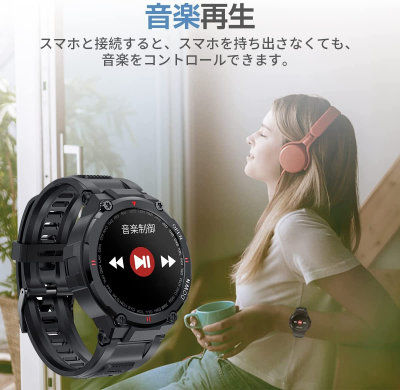 音楽再生
スマホと接続すると、スマホを持ち出さなくても、
音楽をコントロールできます。
音楽制御